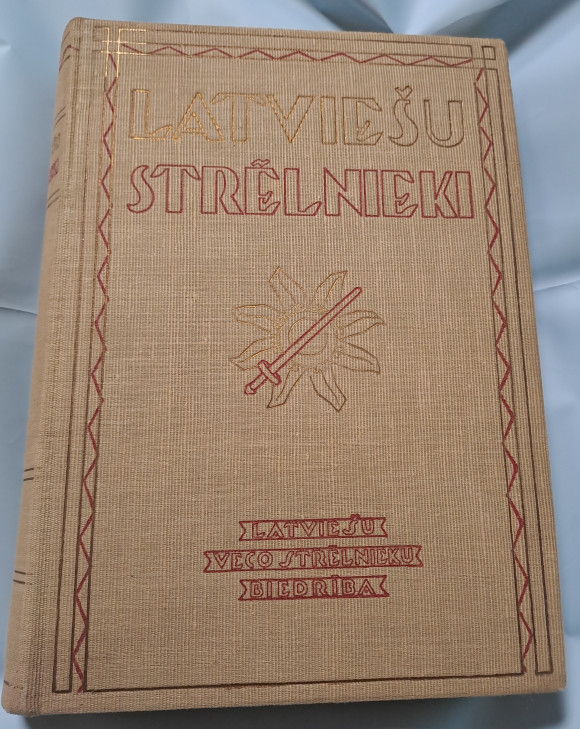 LATVIEŠU
STRĒLNIEKI
LATVIEŠU
VECO STRĒLNIEKU
BIEDRĪBA